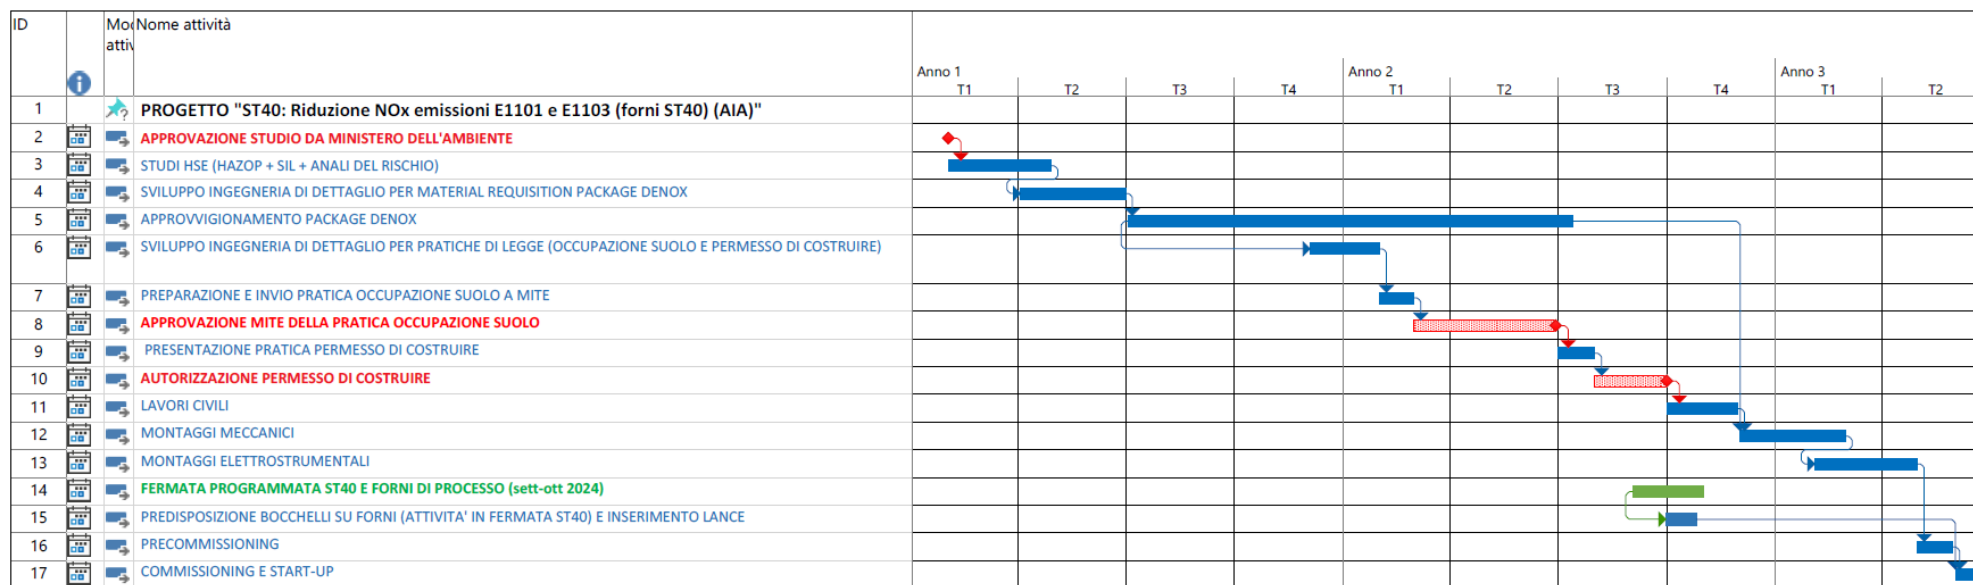 ID
Mod
attiv
Nome attività
Anno 1
Anno 2
Anno 3
T1
T2
T3
T4
T1
T2
T3
T4
T1
T2
1 PROGETTO "ST40: Riduzione NOx emissioni E1101 e E1103 (forni ST40) (AIA)"
2 APPROVAZIONE STUDIO DA MINISTERO DELL'AMBIENTE
3 STUDI HSE (HAZOP + SIL + ANALI DEL RISCHIO)
4 SVILUPPO INGEGNERIA DI DETTAGLIO PER MATERIAL REQUISITION PACKAGE DENOX
5 APPROVVIGIONAMENTO PACKAGE DENOX
6 SVILUPPO INGEGNERIA DI DETTAGLIO PER PRATICHE DI LEGGE (OCCUPAZIONE SUOLO E PERMESSO DI COSTRUIRE)
7 PREPARAZIONE E INVIO PRATICA OCCUPAZIONE SUOLO A MITE
8 APPROVAZIONE MITE DELLA PRATICA OCCUPAZIONE SUOLO
9 PRESENTAZIONE PRATICA PERMESSO DI COSTRUIRE
10 AUTORIZZAZIONE PERMESSO DI COSTRUIRE
11 LAVORI CIVILI
12 MONTAGGI MECCANICI
13 MONTAGGI ELETTROSTRUMENTALI
14 FERMATA PROGRAMMATA ST40 E FORNI DI PROCESSO (sett-ott 2024)
15 PREDISPOSIZIONE BOCCHELLI SU FORNI (ATTIVITA' IN FERMATA ST40) E INSERIMENTO LANCE
16 PRECOMMISSIONING
17 COMMISSIONING E START-UP